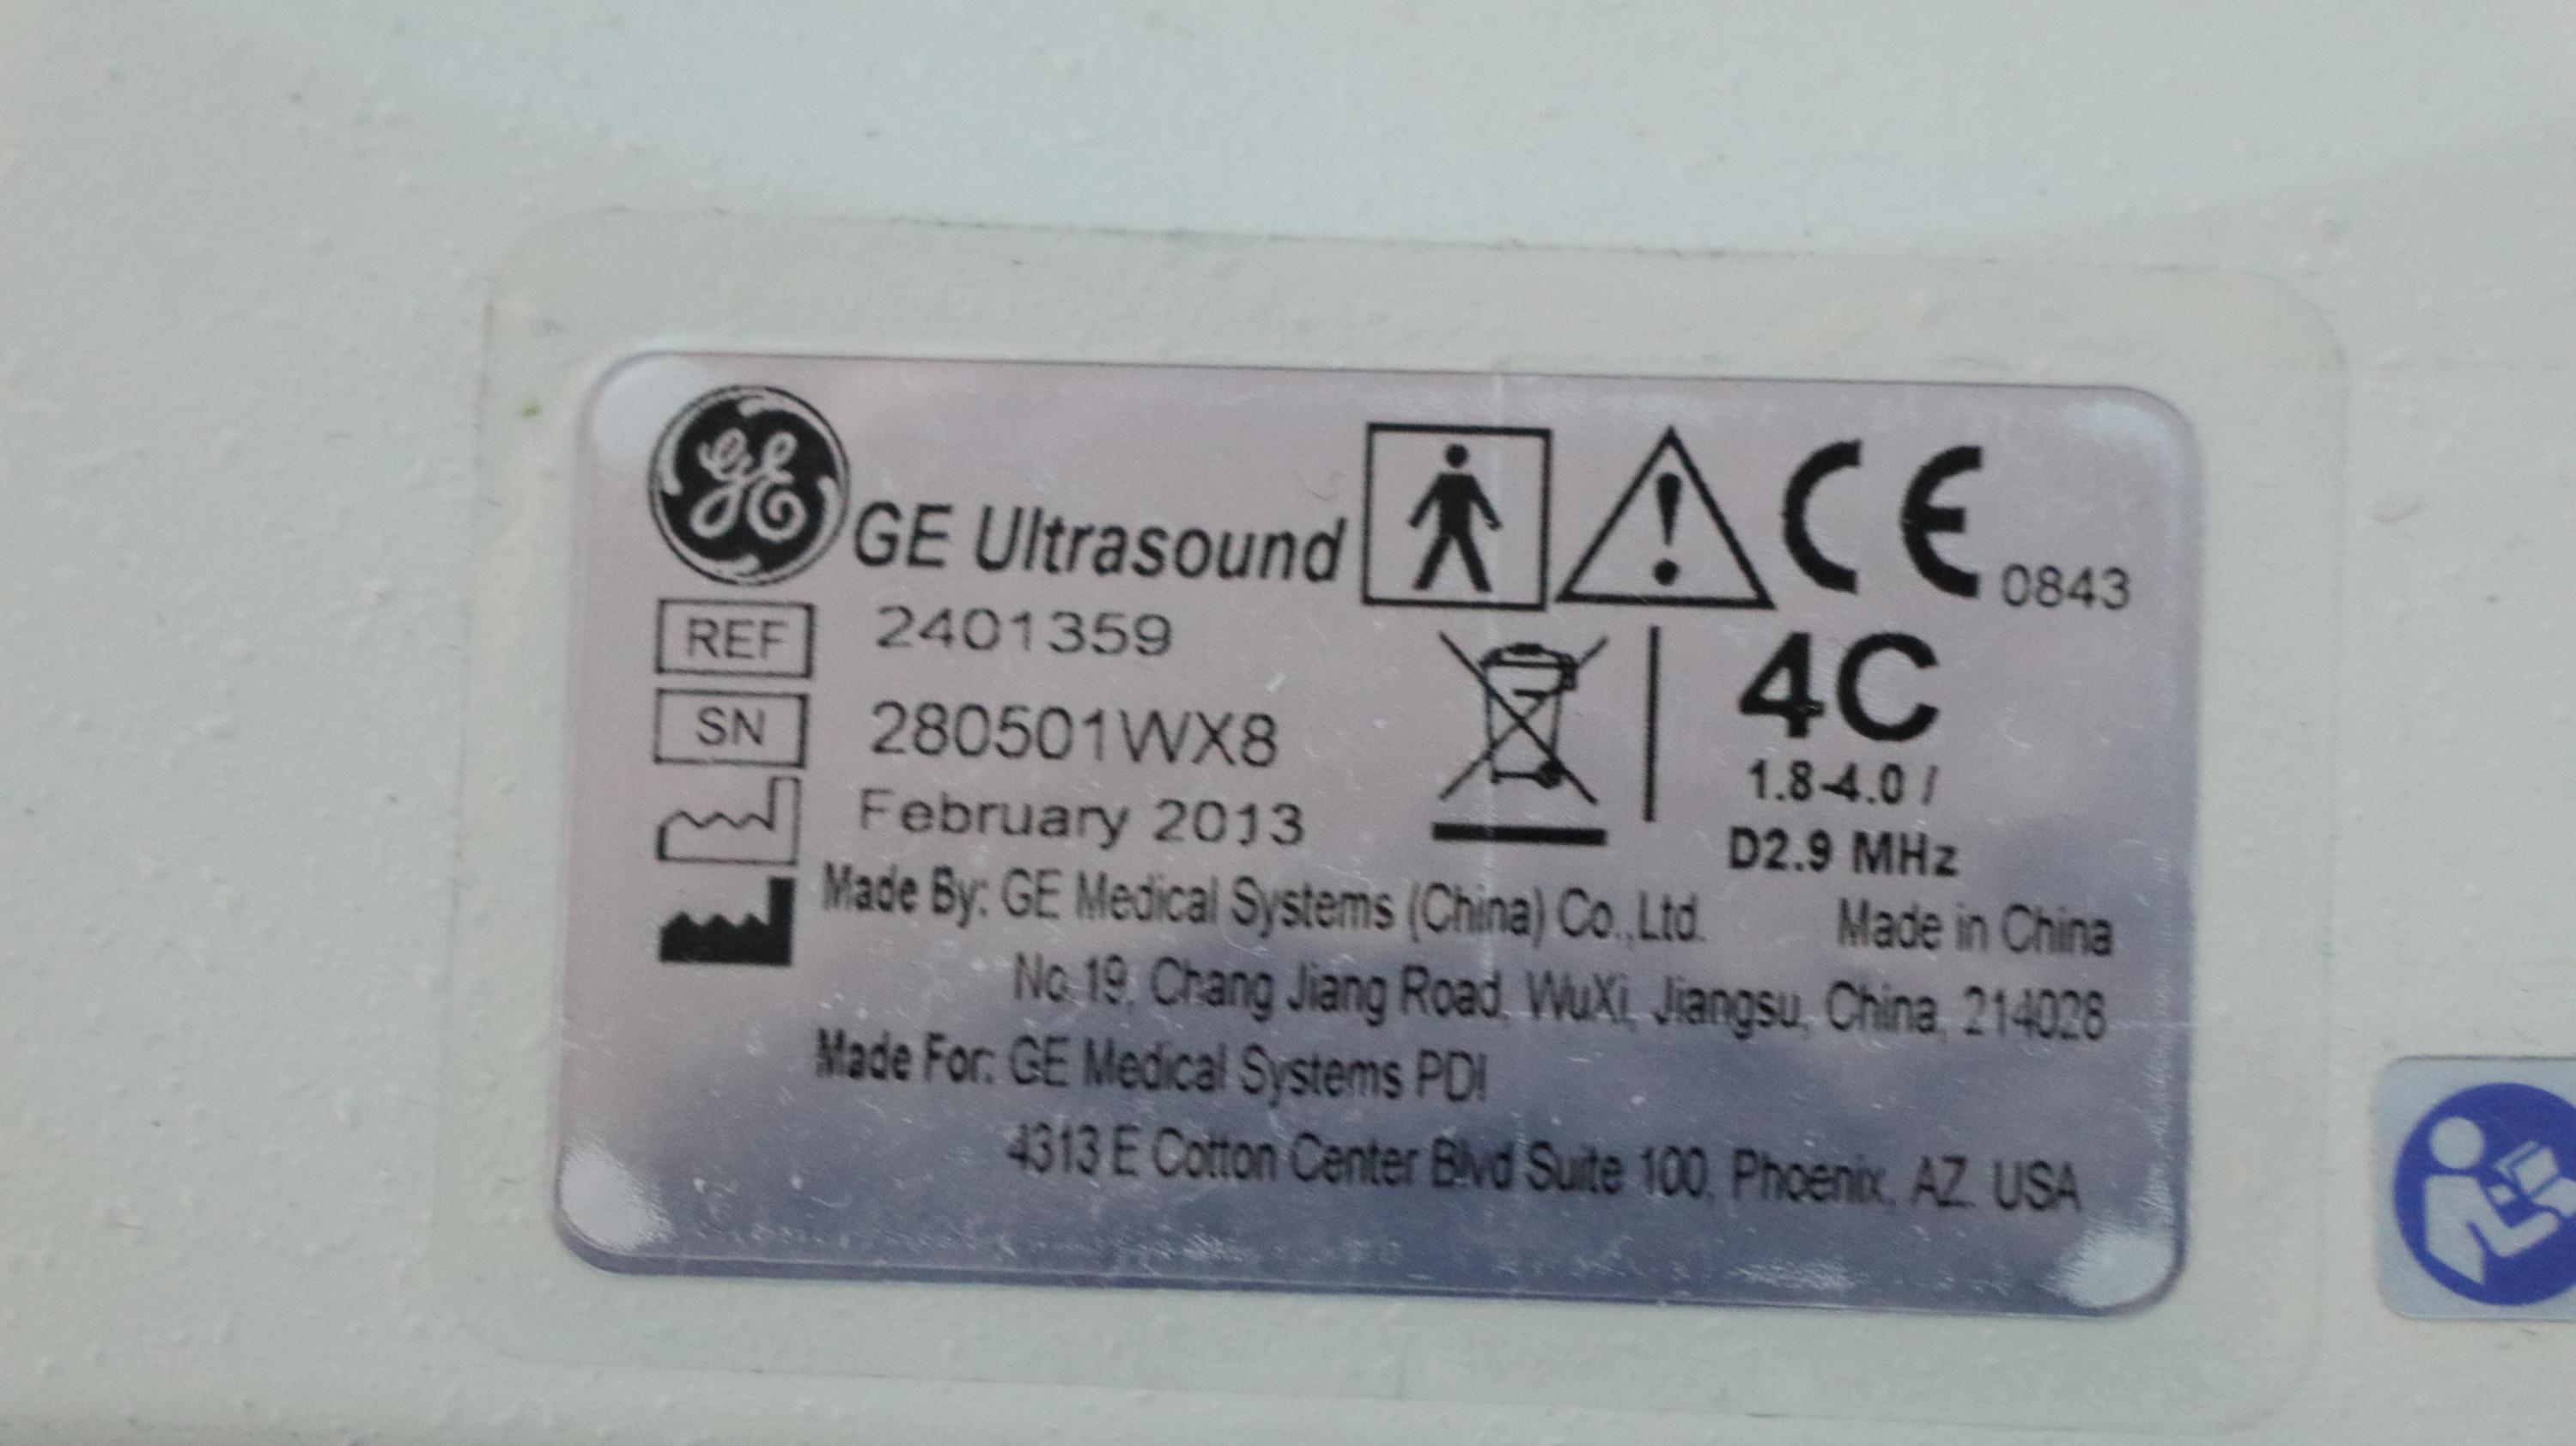 GE GE Ultrasound
CE 0843
REF 2401359
SN 280501WX8
4C
1.8-4.0 /
D2.9 MHz
February 2013
Made By: GE Medical Systems (China) Co.,Ltd. Made in China
No.19, Chang Jiang Road, WuXi, Jiangsu, China, 214028
Made For: GE Medical Systems PDI
4313 E Cotton Center Blvd Suite 100, Phoenix, AZ. USA